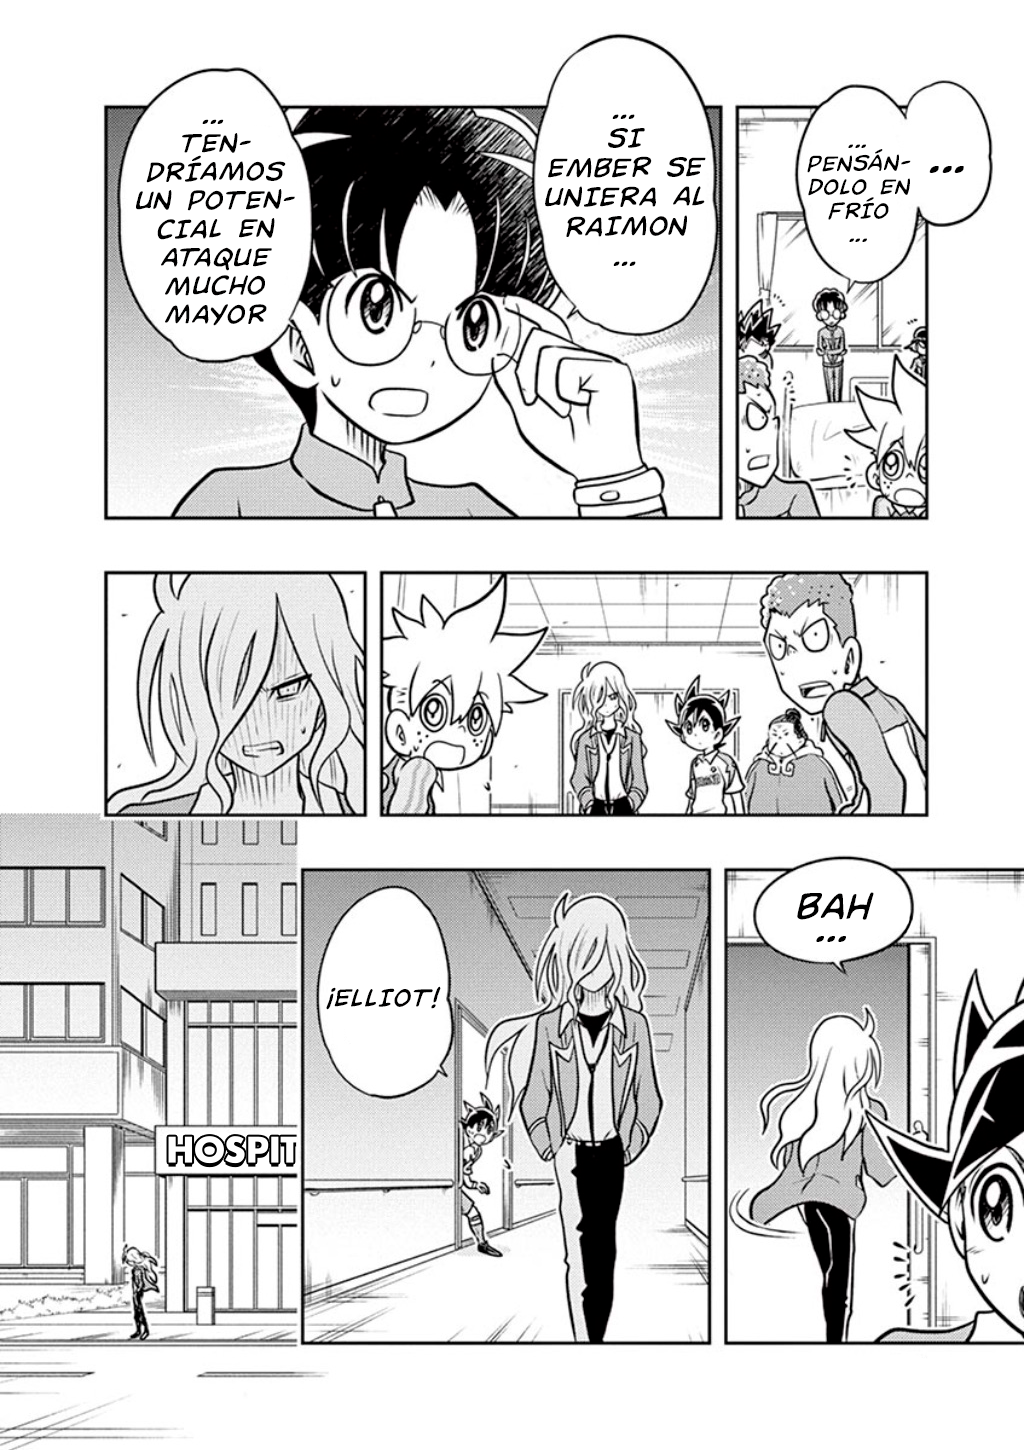 ...
...
PENSÁN-
DOLO EN
FRÍO
...
...
SI
EMBER SE
UNIERA AL
RAIMON
...
...
TEN-
DRÍAMOS
UN POTEN-
CIAL EN
ATAQUE
MUCHO
MAYOR
BAH
...
¡ELLIOT!
HOSPIT